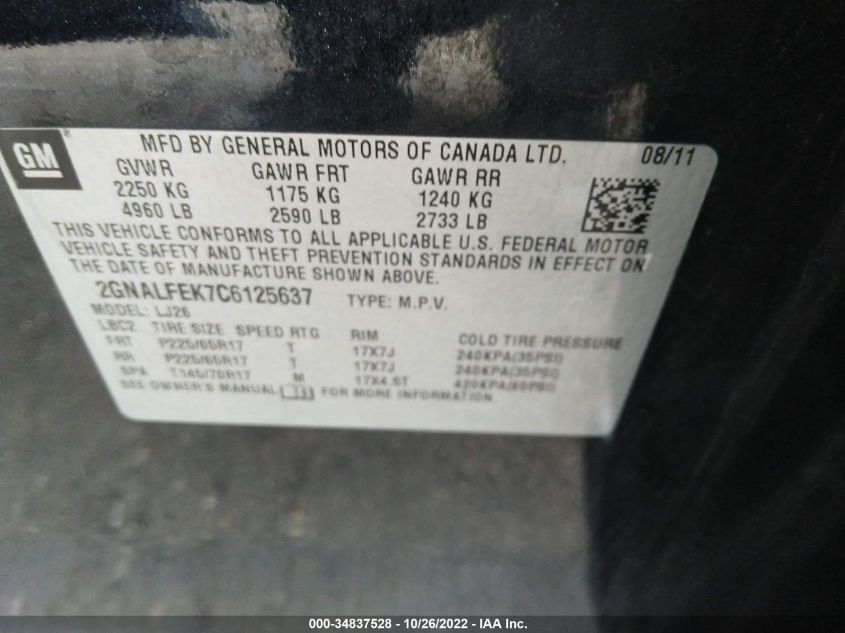 GM
MFD BY GENERAL MOTORS OF CANADA LTD. 08/11
GVWR GAWR FRT GAWR RR
2250 KG 1175 KG 1240 KG
4960 LB 2590 LB 2733 LB
THIS VEHICLE CONFORMS TO ALL APPLICABLE U.S. FEDERAL MOTOR
VEHICLE SAFETY AND THEFT PREVENTION STANDARDS IN EFFECT ON
THE DATE OF MANUFACTURE SHOWN ABOVE.
2GNALFEK7C6125637 TYPE: M.P.V.
MODEL: LJ26
LBC2 TIRE SIZE SPEED RTG RIM COLD TIRE PRESSURE
FRT P225/65R17 T 17X7J 240KPA(35PSI)
RR P225/65R17 T 17X7J 240KPA(35PSI)
SPA T145/70R17 M 17X4.5T 420KPA(60PSI)
SEE OWNER'S MANUAL FOR MORE INFORMATION
000-34837528 - 10/26/2022 - IAA Inc.